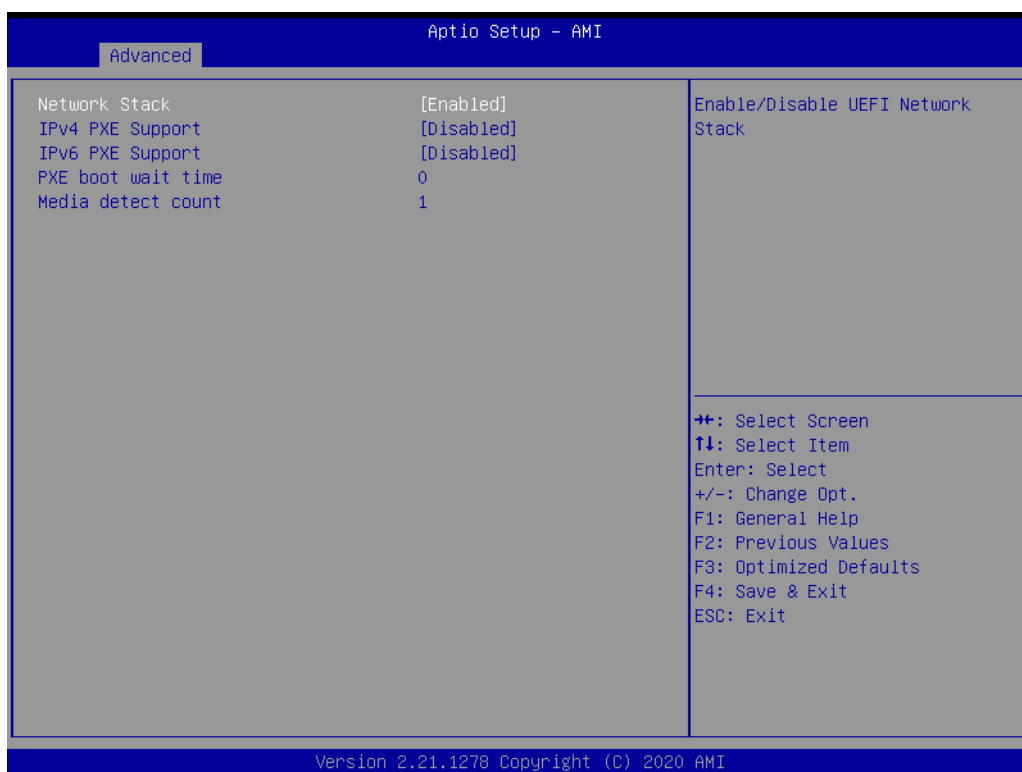 Aptio Setup – AMI
Advanced
Network Stack [Enabled]
IPv4 PXE Support [Disabled]
IPv6 PXE Support [Disabled]
PXE boot wait time 0
Media detect count 1
Enable/Disable UEFI Network
Stack
→←: Select Screen
↑↓: Select Item
Enter: Select
+/-: Change Opt.
F1: General Help
F2: Previous Values
F3: Optimized Defaults
F4: Save & Exit
ESC: Exit
Version 2.21.1278 Copyright (C) 2020 AMI